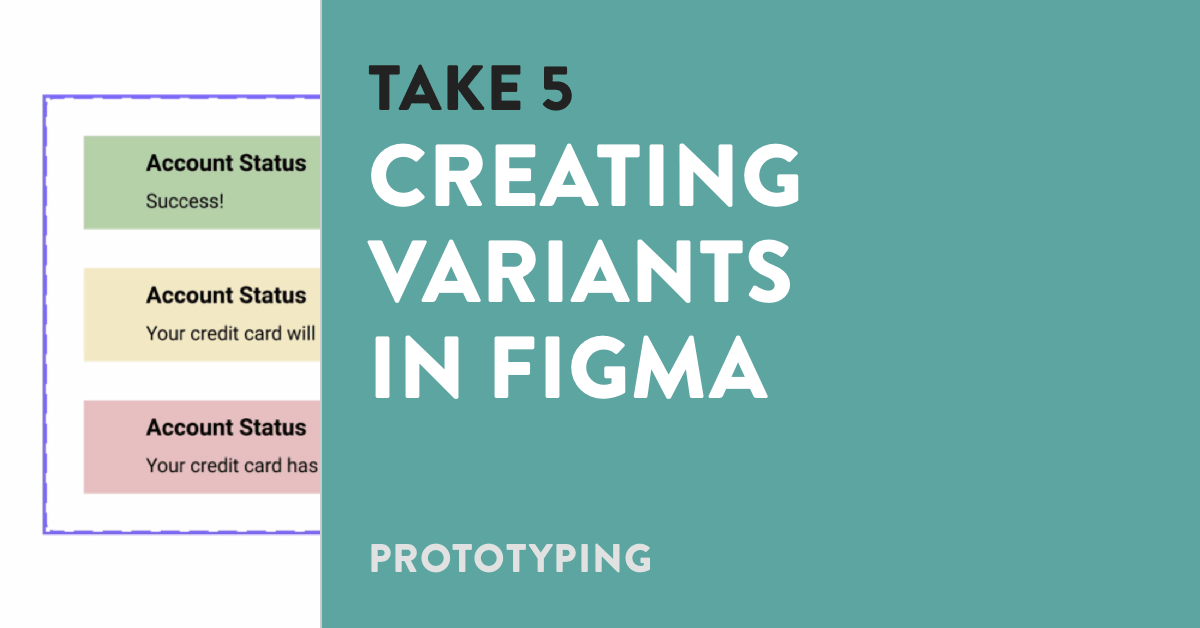 Account Status
Success!
Account Status
Your credit card will
Account Status
Your credit card has
TAKE 5
CREATING
VARIANTS
IN FIGMA
PROTOTYPING